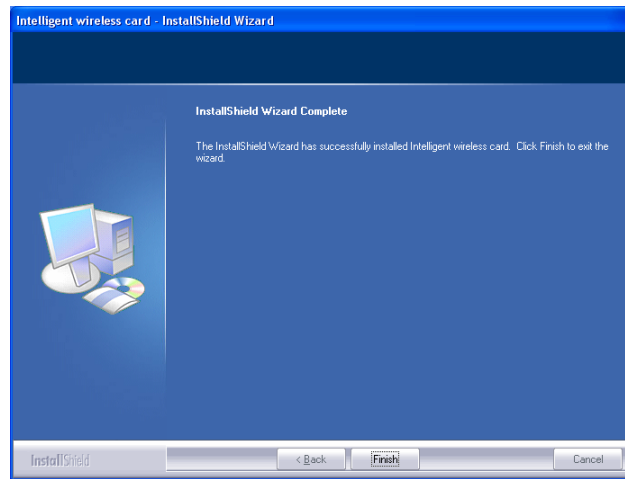 Intelligent wireless card - InstallShield Wizard
InstallShield Wizard Complete
The InstallShield Wizard has successfully installed Intelligent wireless card. Click Finish to exit the
wizard.
InstallShield
< Back
Finish
Cancel